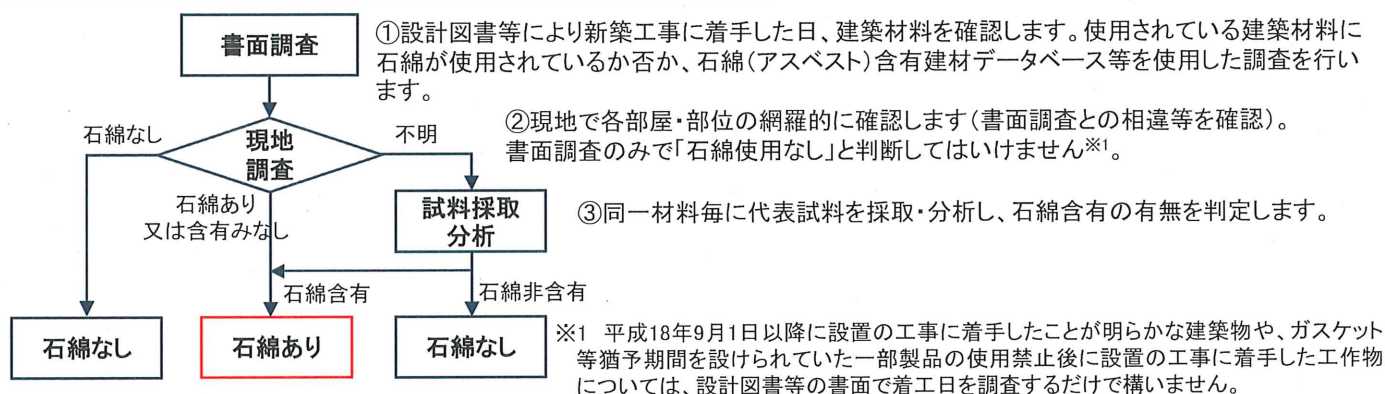 書面調査
①設計図書等により新築工事に着手した日、建築材料を確認します。使用されている建築材料に
石綿が使用されているか否か、石綿(アスベスト)含有建材データベース等を使用した調査を行い
ます。
石綿なし
現地
調査
不明
②現地で各部屋・部位の網羅的に確認します(書面調査との相違等を確認)。
書面調査のみで「石綿使用なし」と判断してはいけません※1。
石綿あり
又は含有みなし
試料採取
分析
③同一材料毎に代表試料を採取・分析し、石綿含有の有無を判定します。
石綿含有
石綿非含有
石綿なし
石綿あり
石綿なし
※1 平成18年9月1日以降に設置の工事に着手したことが明らかな建築物や、ガスケット
等猶予期間を設けられていた一部製品の使用禁止後に設置の工事に着手した工作物
については、設計図書等の書面で着工日を調査するだけで構いません。